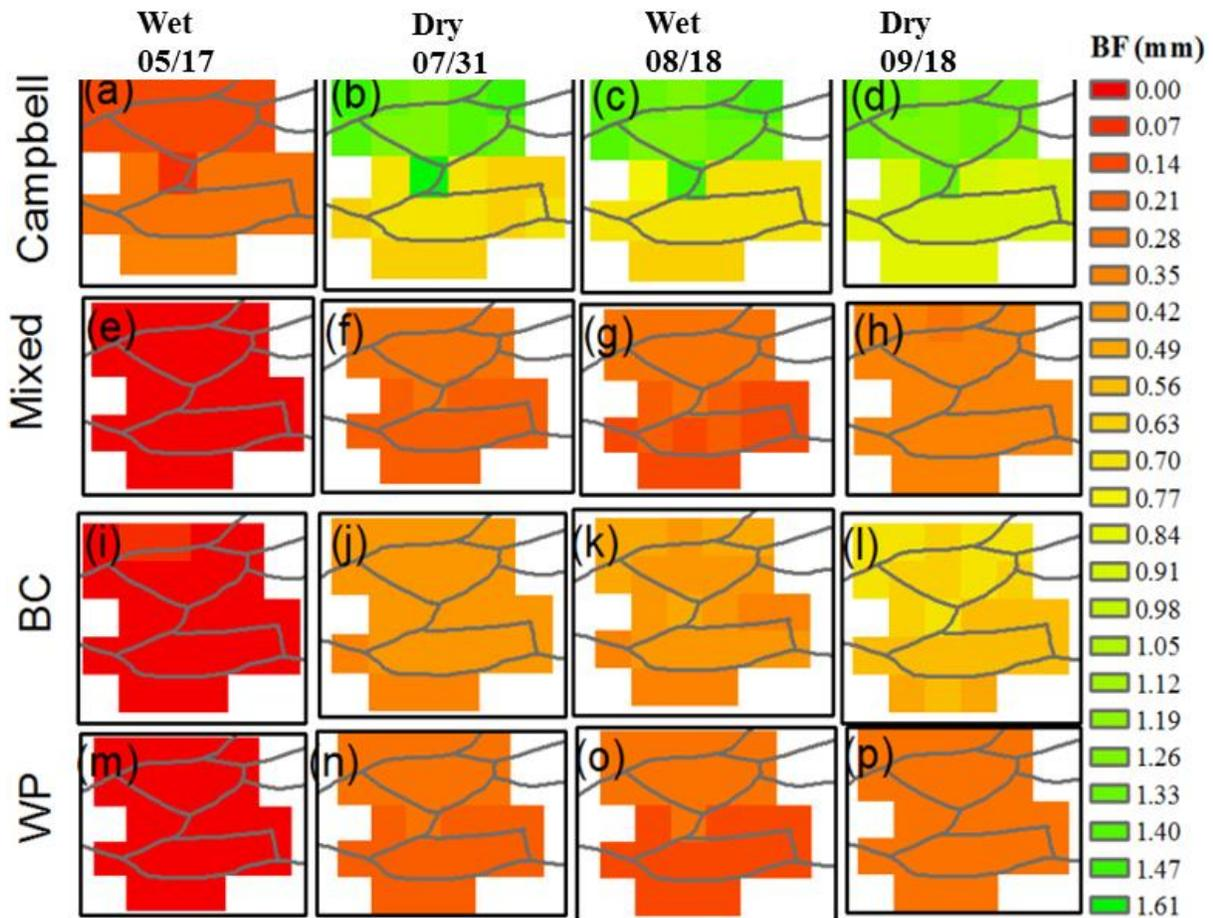 Wet
05/17
Dry
07/31
Wet
08/18
Dry
09/18
BF (mm)
Campbell
(a)
(b)
(c)
(d)
Mixed
(e)
(f)
(g)
(h)
BC
(i)
(j)
(k)
(l)
WP
(m)
(n)
(o)
(p)
0.00
0.07
0.14
0.21
0.28
0.35
0.42
0.49
0.56
0.63
0.70
0.77
0.84
0.91
0.98
1.05
1.12
1.19
1.26
1.33
1.40
1.47
1.61